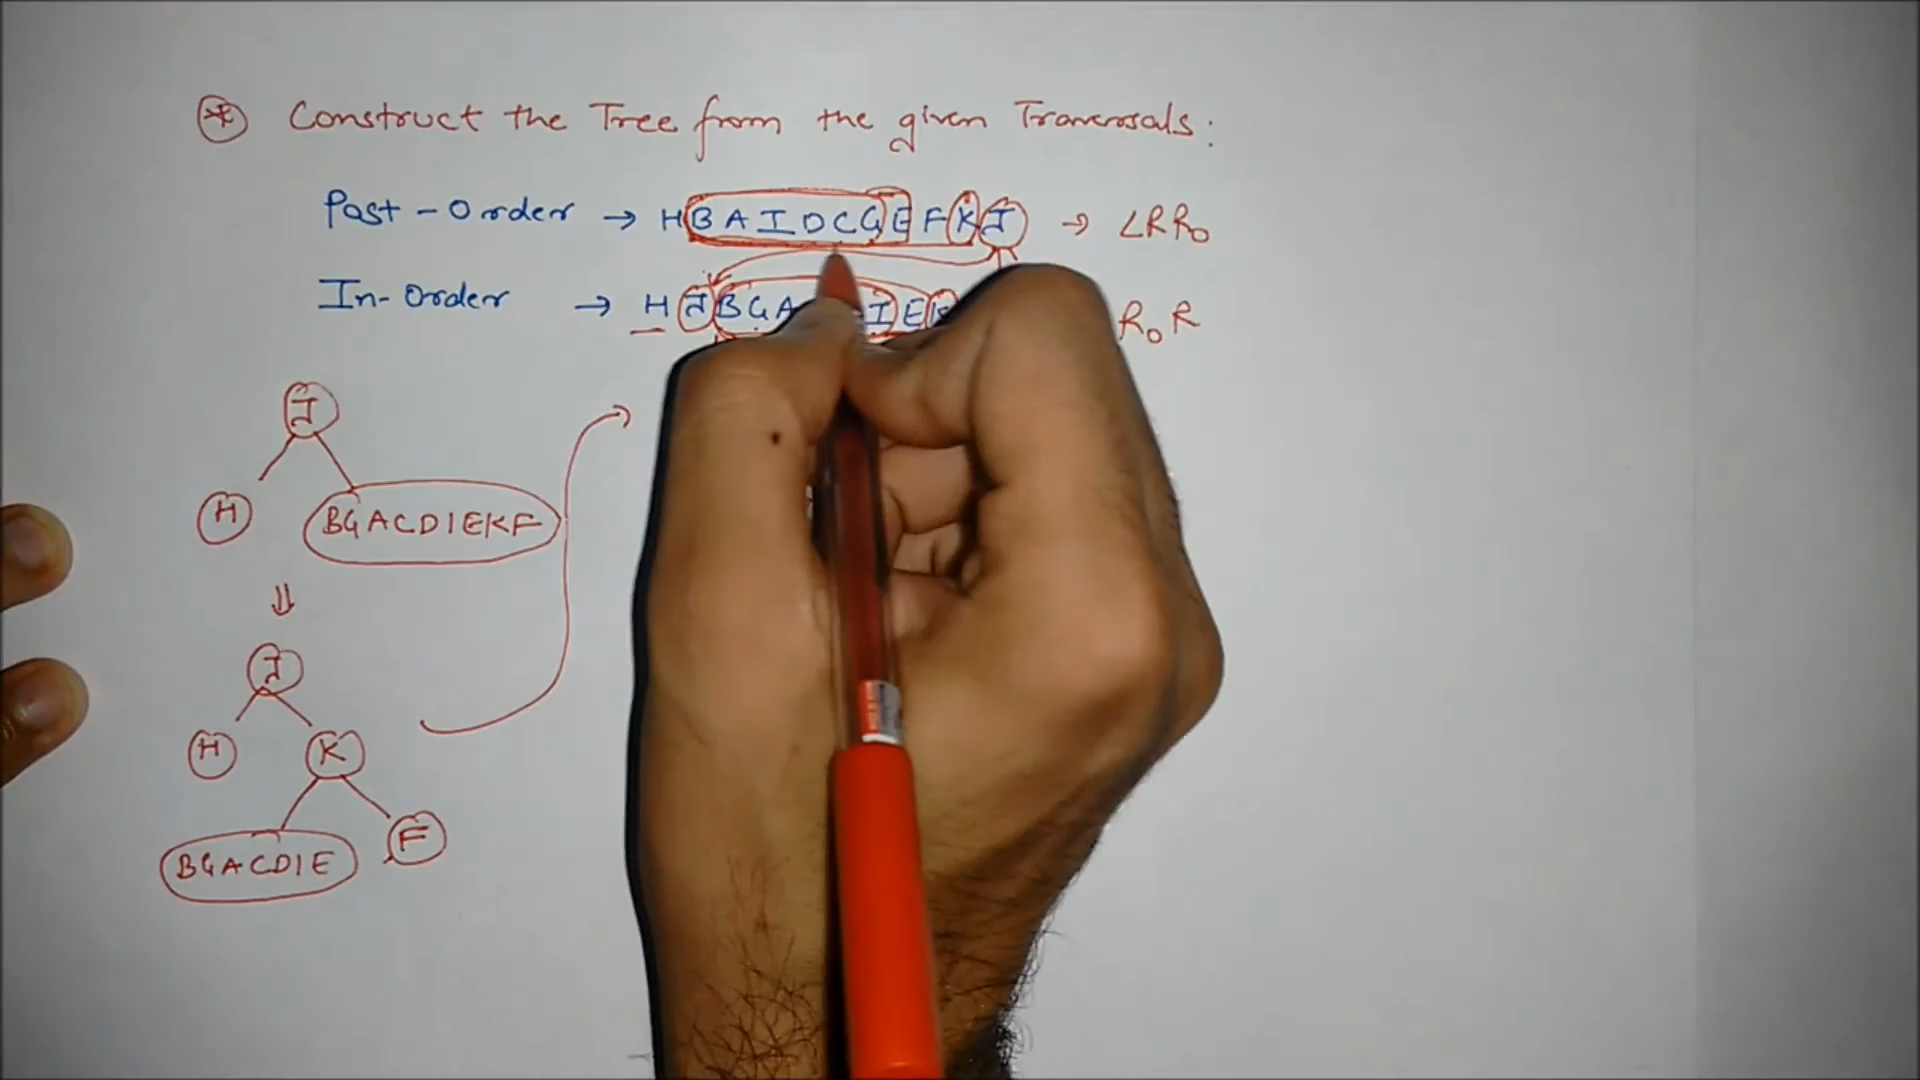 * Construct the Tree from the given Traversals:
Post-Order → H B A I D C G E F K J → LRRo
In-Order → H J B G A I E K RoR
J
H BGACDIEKF
⇓
J
H K
BGACDIE F